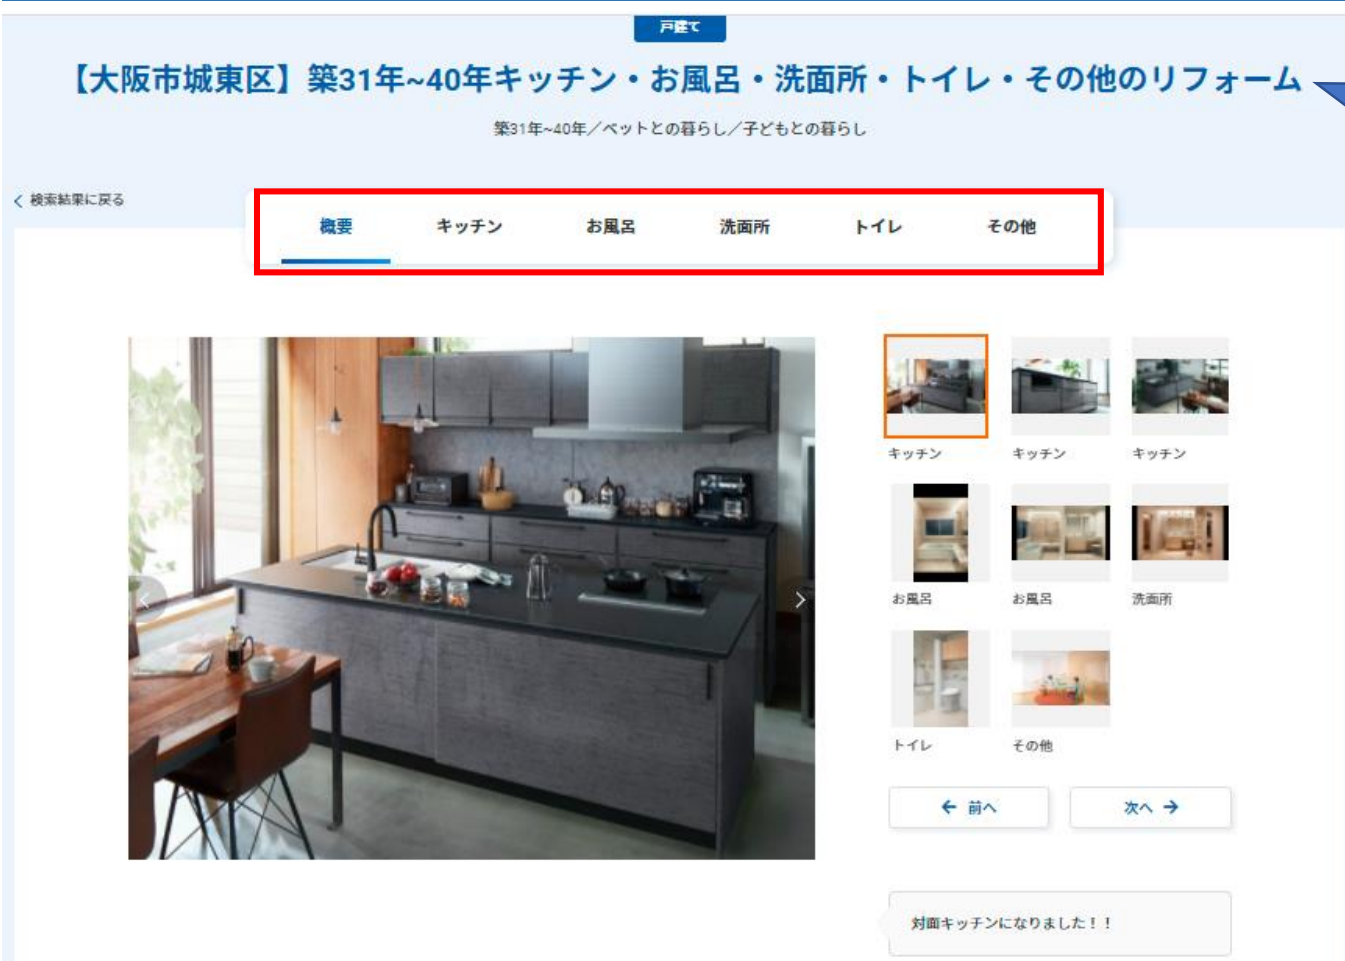 戸建て
【大阪市城東区】築31年~40年キッチン・お風呂・洗面所・トイレ・その他のリフォーム
築31年~40年／ペットとの暮らし／子どもとの暮らし
検索結果に戻る
概要 キッチン お風呂 洗面所 トイレ その他
キッチン キッチン キッチン
お風呂 お風呂 洗面所
トイレ その他
← 前へ 次へ →
対面キッチンになりました！！